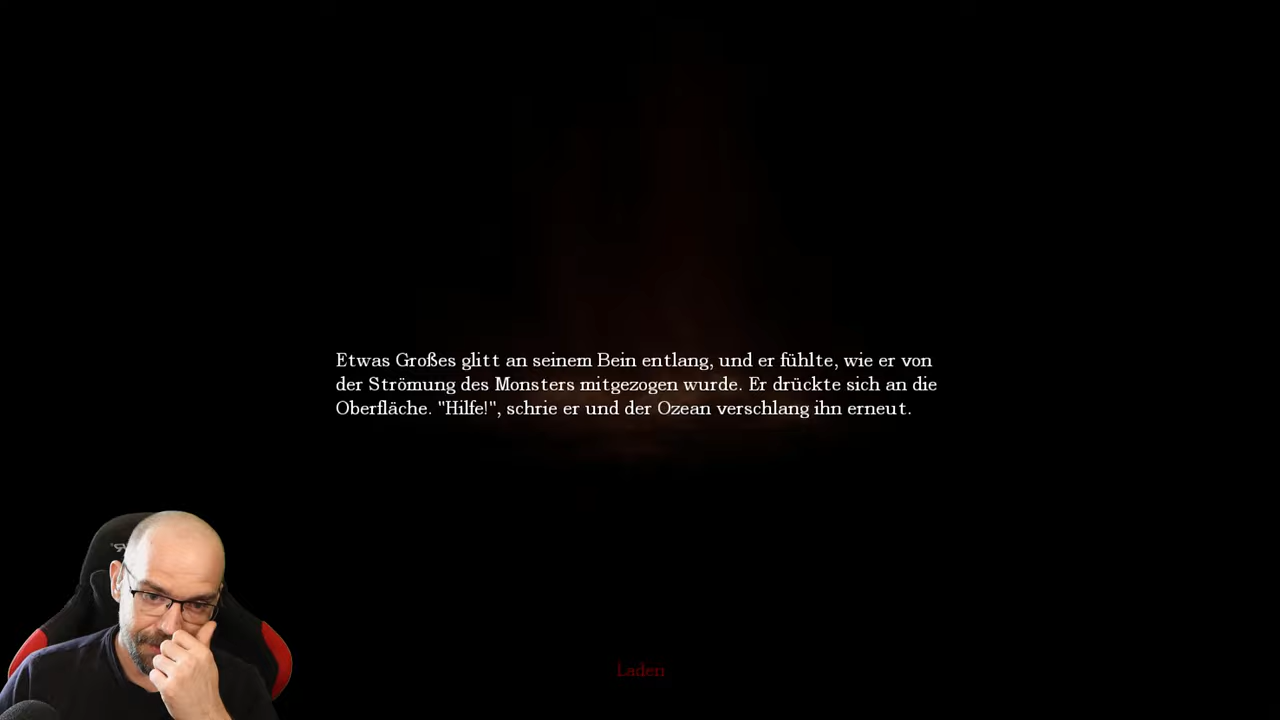 Etwas Großes glitt an seinem Bein entlang, und er fühlte, wie er von
der Strömung des Monsters mitgezogen wurde. Er drückte sich an die
Oberfläche. "Hilfe!", schrie er und der Ozean verschlang ihn erneut.
Laden